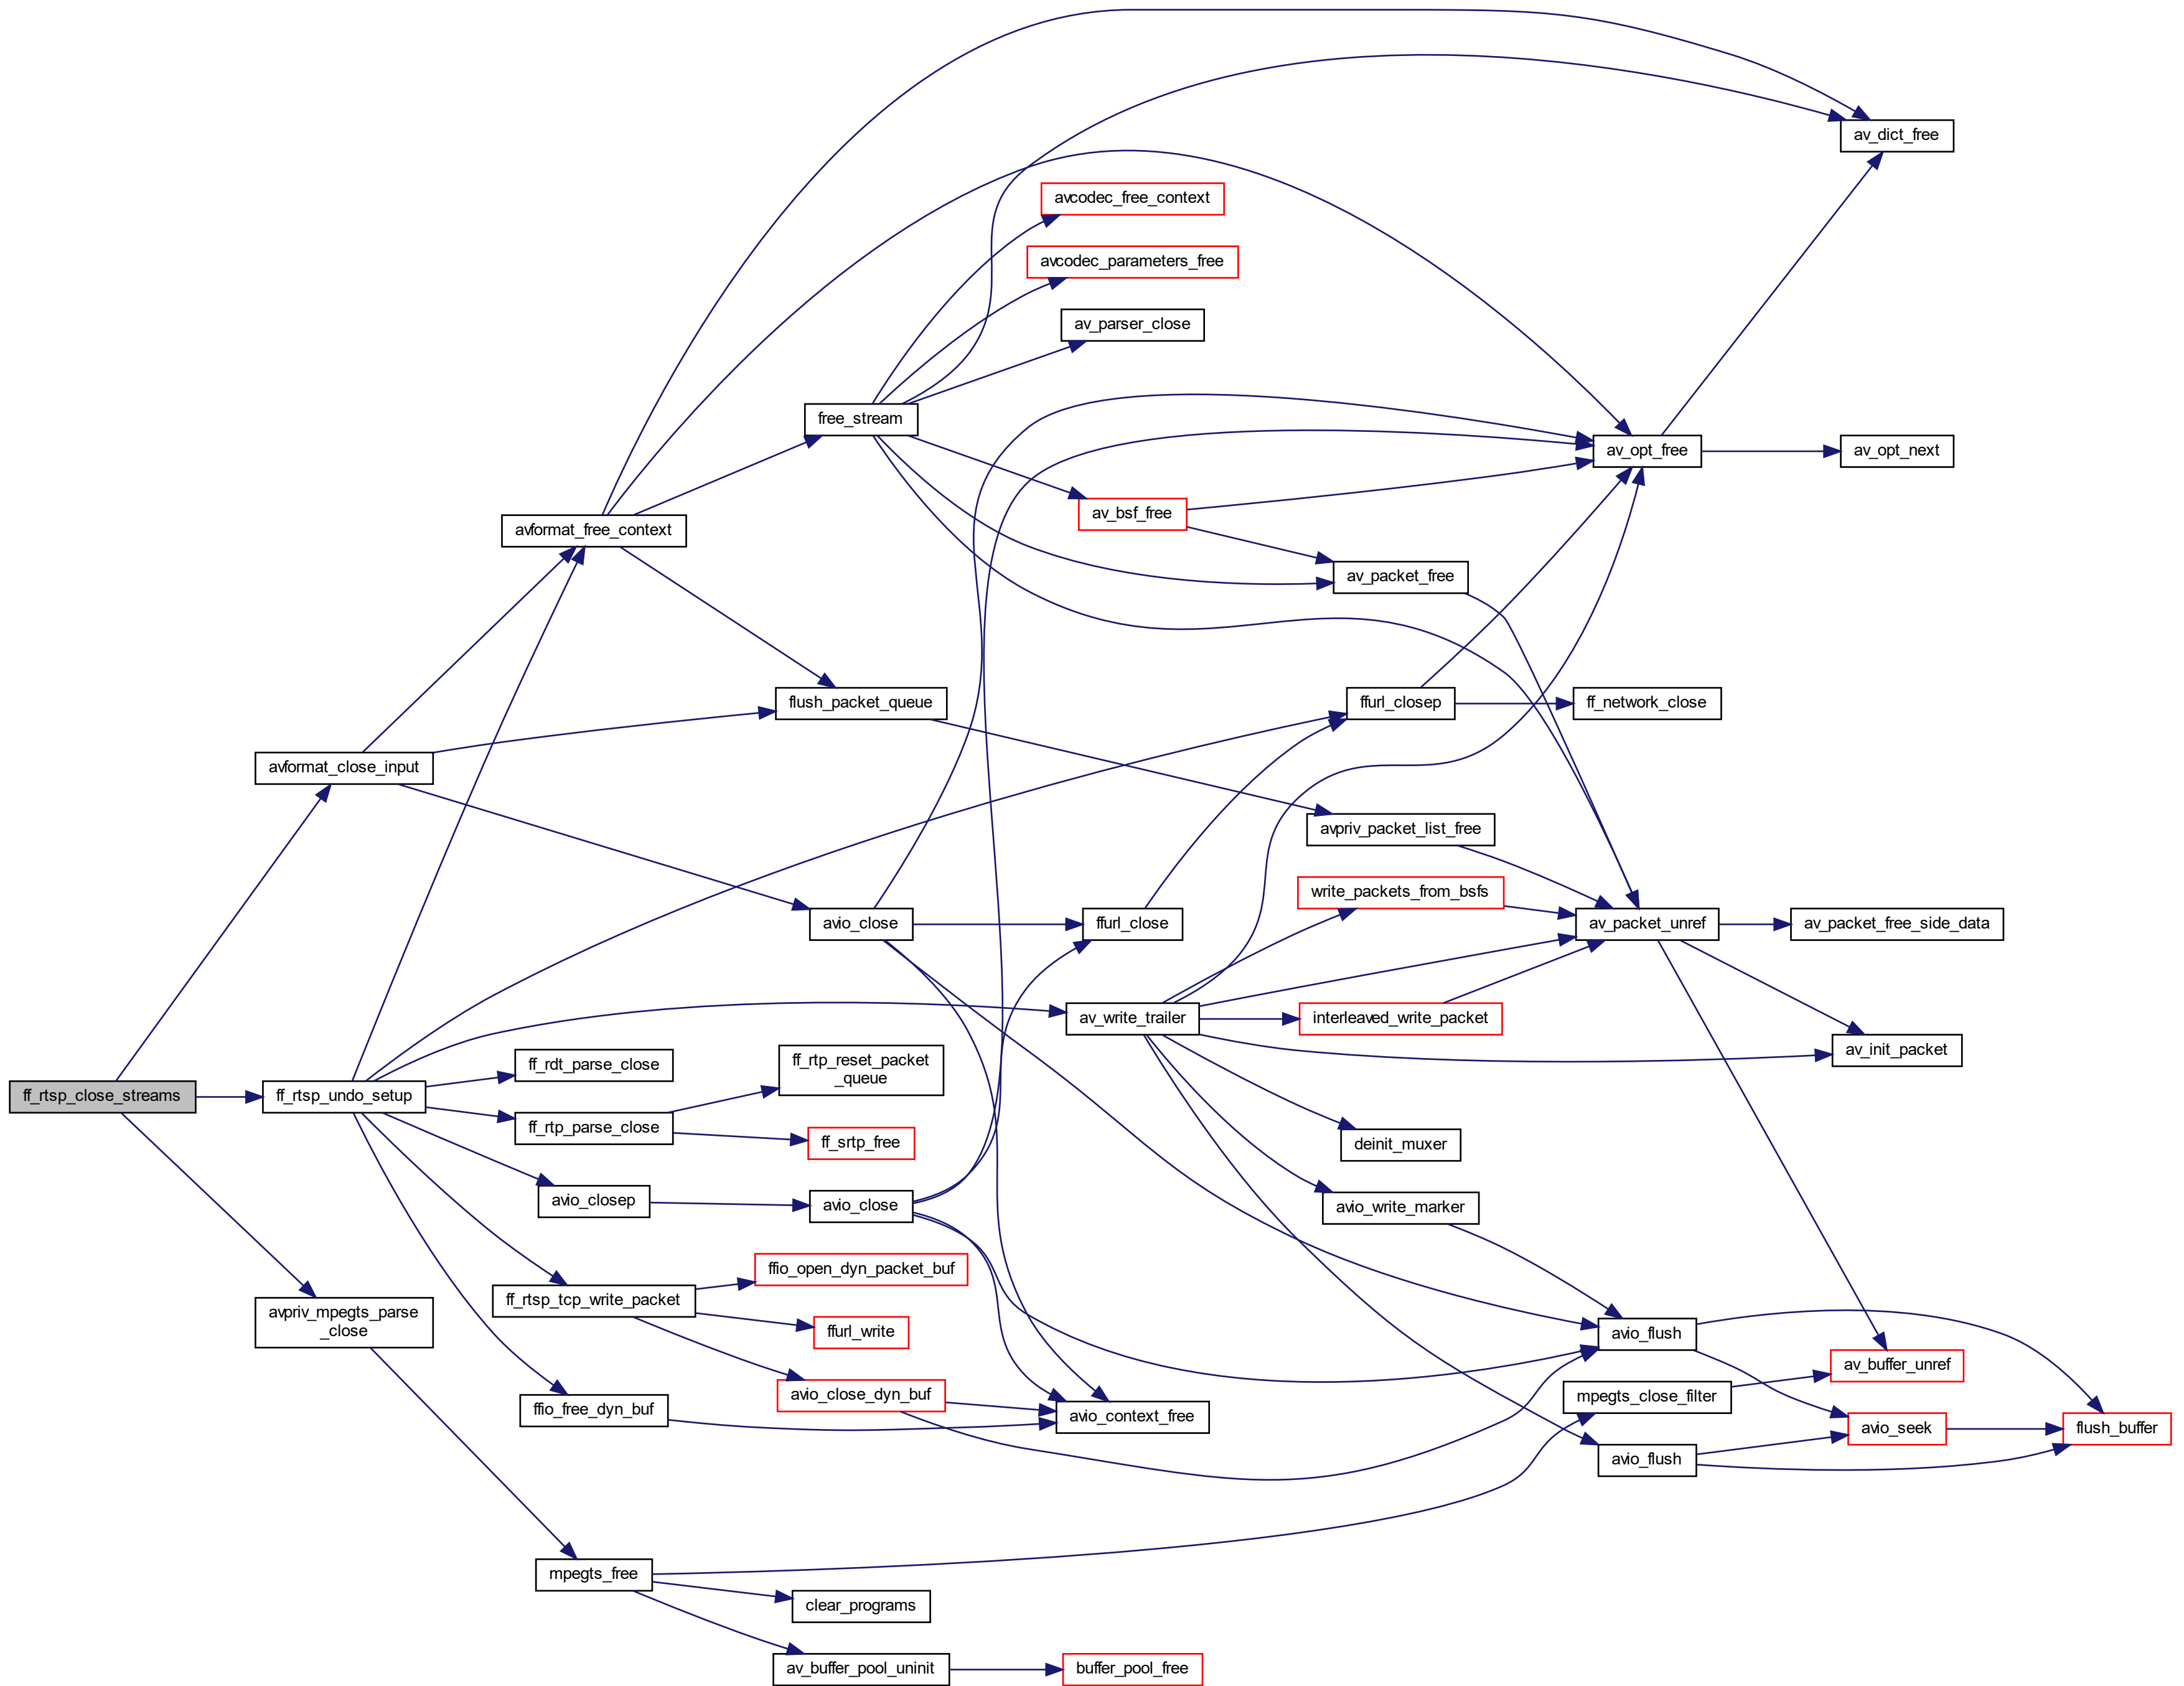 ff_rtsp_close_streams
avformat_close_input
ff_rtsp_undo_setup
avpriv_mpegts_parse
_close
avformat_free_context
ff_rdt_parse_close
ff_rtp_parse_close
avio_closep
ff_rtsp_tcp_write_packet
ffio_free_dyn_buf
mpegts_free
free_stream
flush_packet_queue
avio_close
ff_rtp_reset_packet
_queue
ff_srtp_free
avio_close
ffio_open_dyn_packet_buf
ffurl_write
avio_close_dyn_buf
clear_programs
av_buffer_pool_uninit
avcodec_free_context
avcodec_parameters_free
av_parser_close
av_bsf_free
ffurl_close
av_write_trailer
avio_context_free
buffer_pool_free
av_packet_free
ffurl_closep
avpriv_packet_list_free
write_packets_from_bsfs
interleaved_write_packet
deinit_muxer
avio_write_marker
av_opt_free
ff_network_close
av_packet_unref
avio_flush
mpegts_close_filter
avio_flush
av_dict_free
av_opt_next
av_packet_free_side_data
av_init_packet
av_buffer_unref
avio_seek
flush_buffer